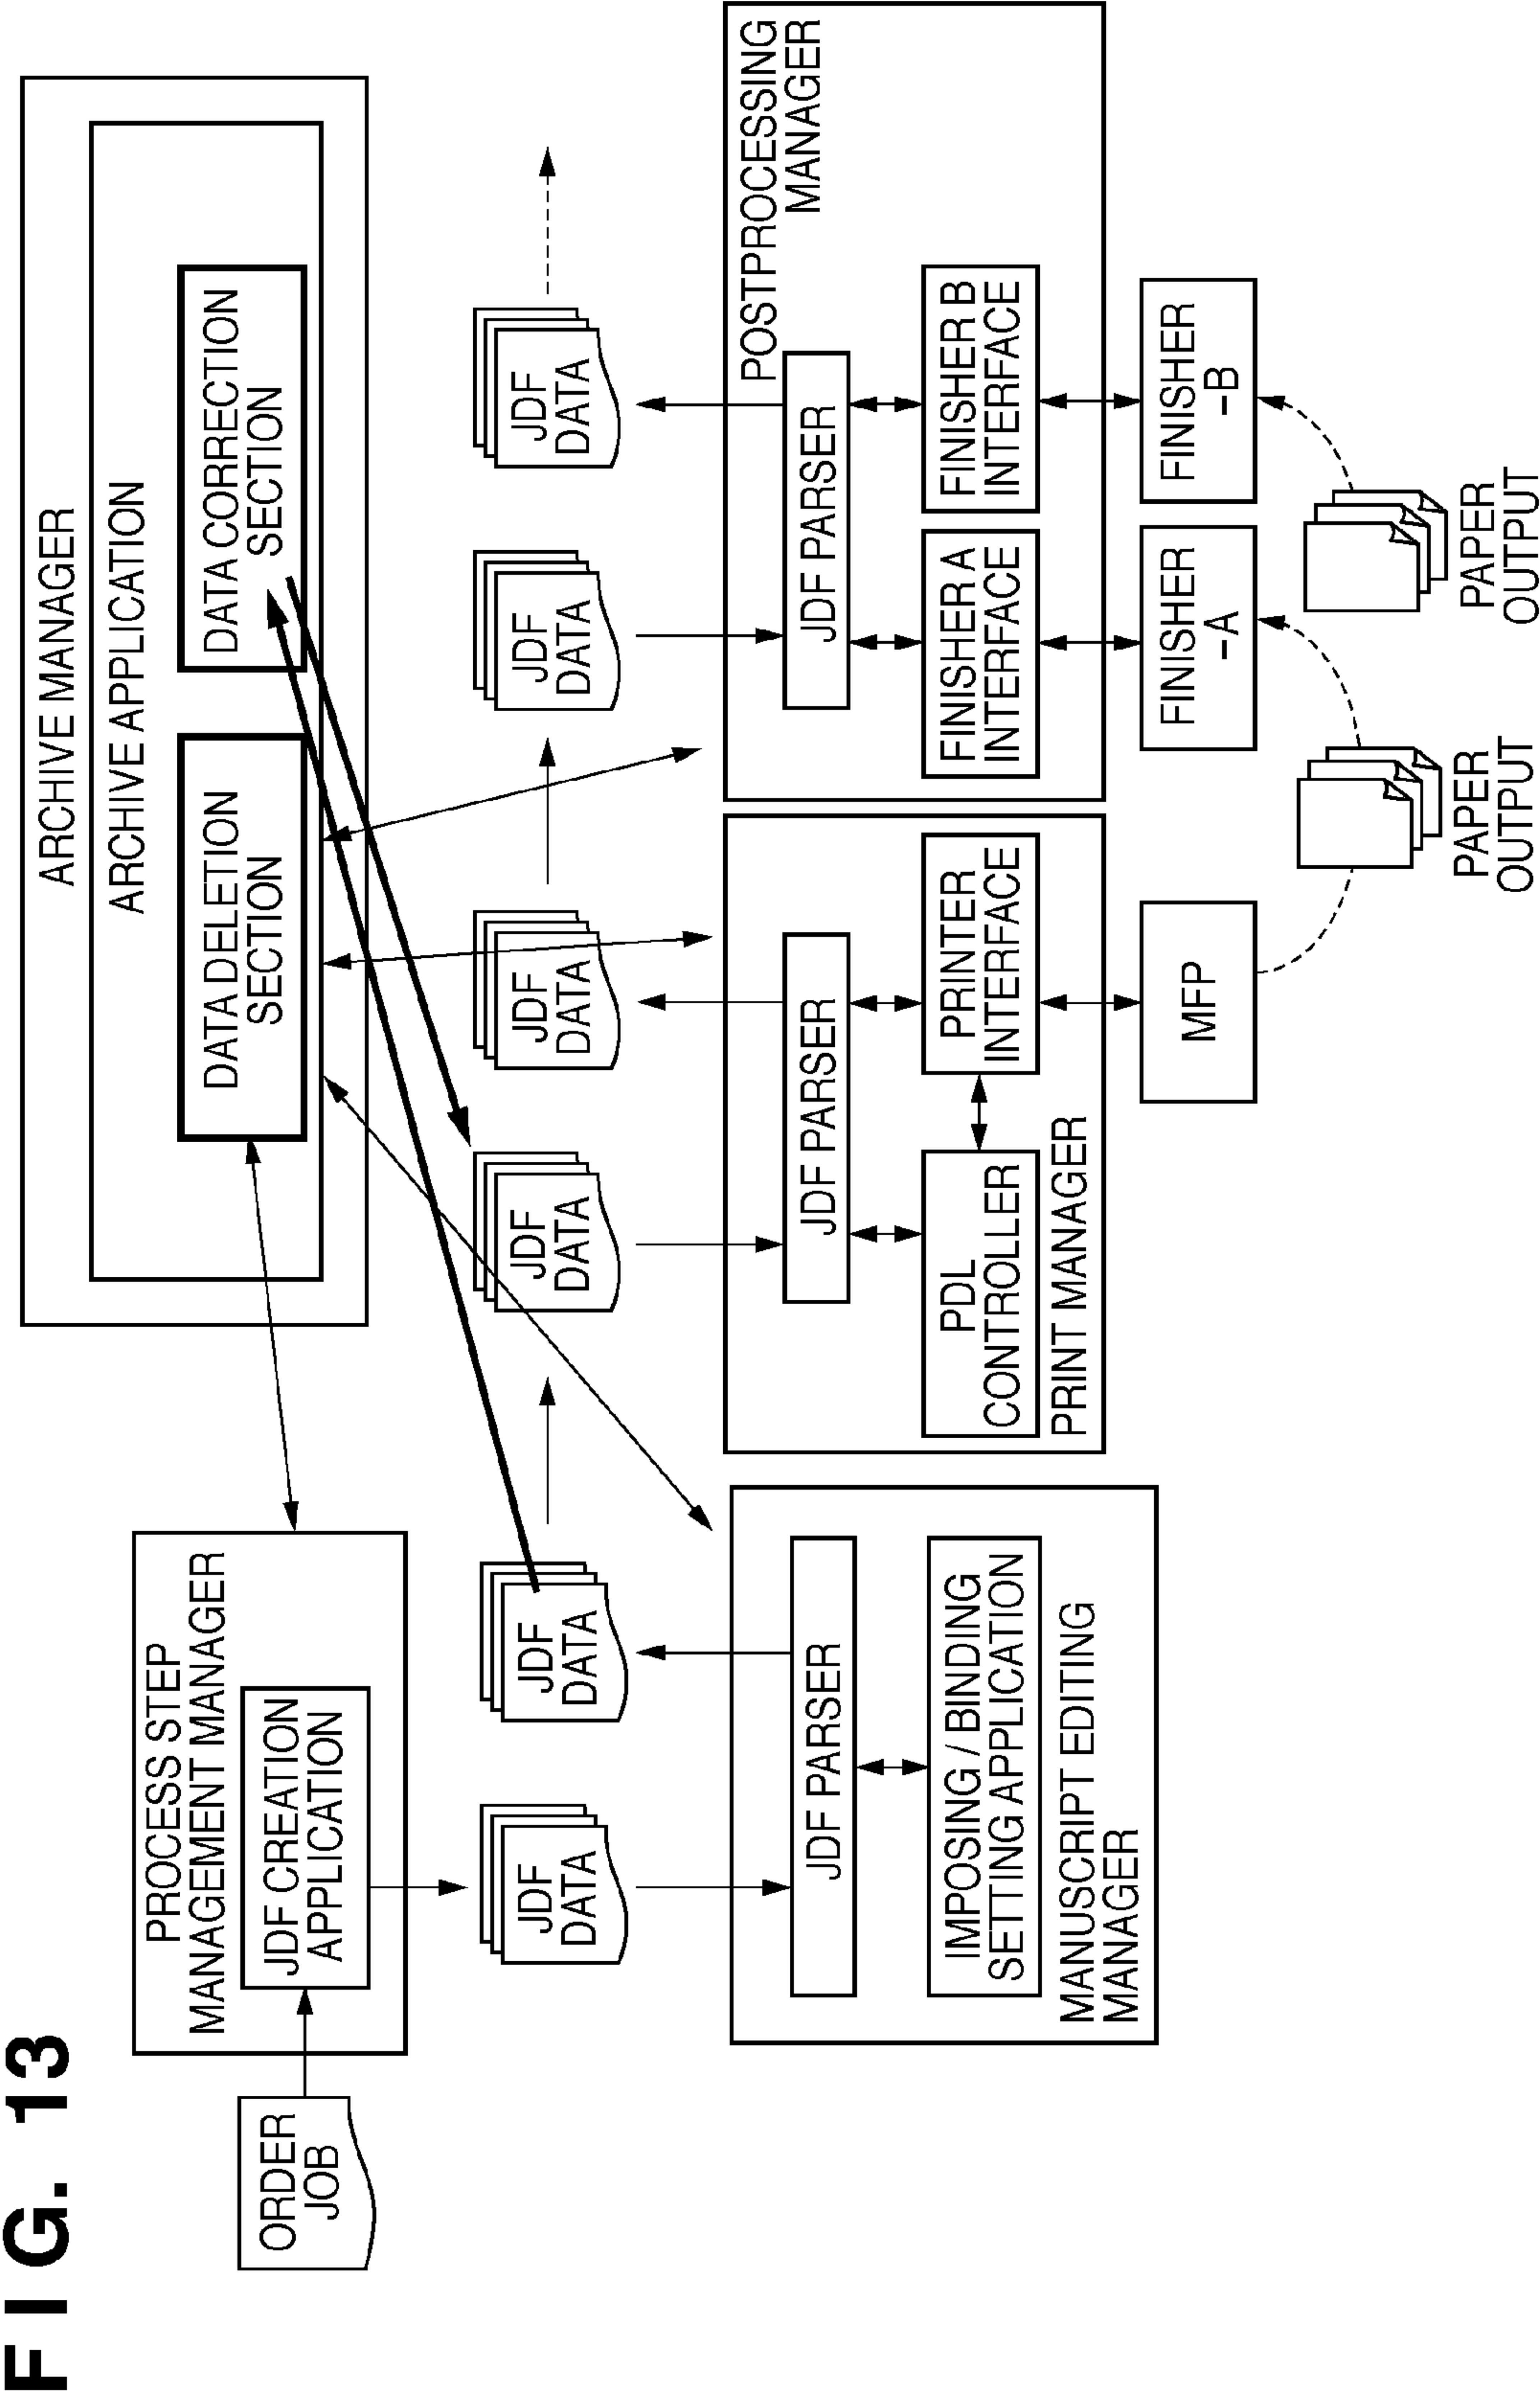 FIG. 13
ORDER
JOB
PROCESS STEP
MANAGEMENT MANAGER
JDF CREATION
APPLICATION
ARCHIVE MANAGER
ARCHIVE APPLICATION
DATA DELETION
SECTION
DATA CORRECTION
SECTION
JDF
DATA
JDF
DATA
JDF
DATA
JDF
DATA
JDF
DATA
JDF
DATA
JDF PARSER
IMPOSING / BINDING
SETTING APPLICATION
MANUSCRIPT EDITING
MANAGER
JDF PARSER
PDL
CONTROLLER
PRINTER
INTERFACE
PRINT MANAGER
POSTPROCESSING
MANAGER
JDF PARSER
FINISHER A
INTERFACE
FINISHER B
INTERFACE
MFP
FINISHER
-A
FINISHER
-B
PAPER
OUTPUT
PAPER
OUTPUT